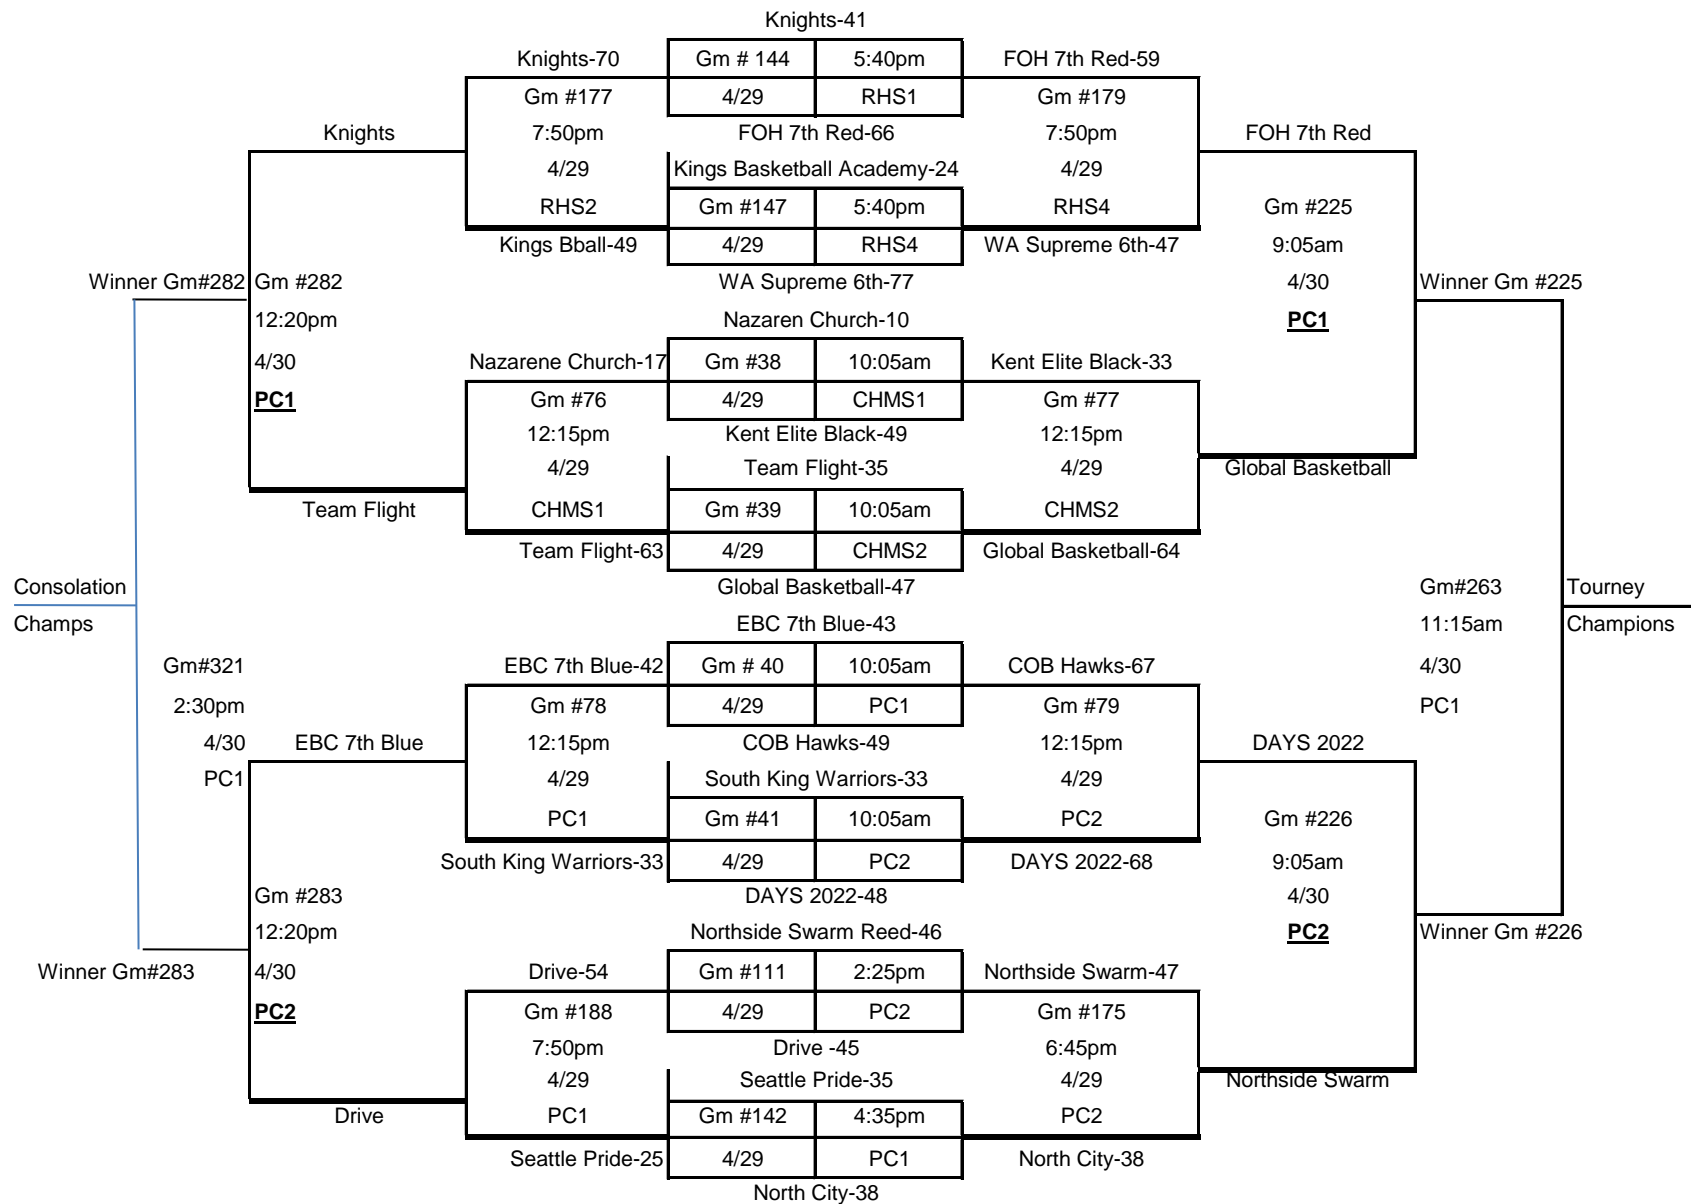 Knights-41
Knights-70 Gm # 144 5:40pm FOH 7th Red-59
Gm #177 4/29 RHS1 Gm #179
Knights 7:50pm FOH 7th Red-66 7:50pm FOH 7th Red
4/29 Kings Basketball Academy-24 4/29
RHS2 Gm #147 5:40pm RHS4 Gm #225
Kings Bball-49 4/29 RHS4 WA Supreme 6th-47 9:05am
Winner Gm#282 Gm #282 WA Supreme 6th-77 4/30 Winner Gm #225
12:20pm Nazaren Church-10 PC1
4/30 Nazarene Church-17 Gm #38 10:05am Kent Elite Black-33
PC1 Gm #76 4/29 CHMS1 Gm #77
12:15pm Kent Elite Black-49 12:15pm
4/29 Team Flight-35 4/29 Global Basketball
Team Flight CHMS1 Gm #39 10:05am CHMS2
Team Flight-63 4/29 CHMS2 Global Basketball-64
Consolation Global Basketball-47 Gm#263 Tourney
Champs EBC 7th Blue-43 11:15am Champions
Gm#321 EBC 7th Blue-42 Gm # 40 10:05am COB Hawks-67 4/30
2:30pm Gm #78 4/29 PC1 Gm #79 PC1
4/30 EBC 7th Blue 12:15pm COB Hawks-49 12:15pm DAYS 2022
PC1 4/29 South King Warriors-33 4/29
PC1 Gm #41 10:05am PC2 Gm #226
South King Warriors-33 4/29 PC2 DAYS 2022-68 9:05am
Gm #283 DAYS 2022-48 4/30
12:20pm Northside Swarm Reed-46 PC2 Winner Gm #226
Winner Gm#283 4/30 Drive-54 Gm #111 2:25pm Northside Swarm-47
PC2 Gm #188 4/29 PC2 Gm #175
7:50pm Drive -45 6:45pm
4/29 Seattle Pride-35 4/29 Northside Swarm
Drive PC1 Gm #142 4:35pm PC2
Seattle Pride-25 4/29 PC1 North City-38
North City-38